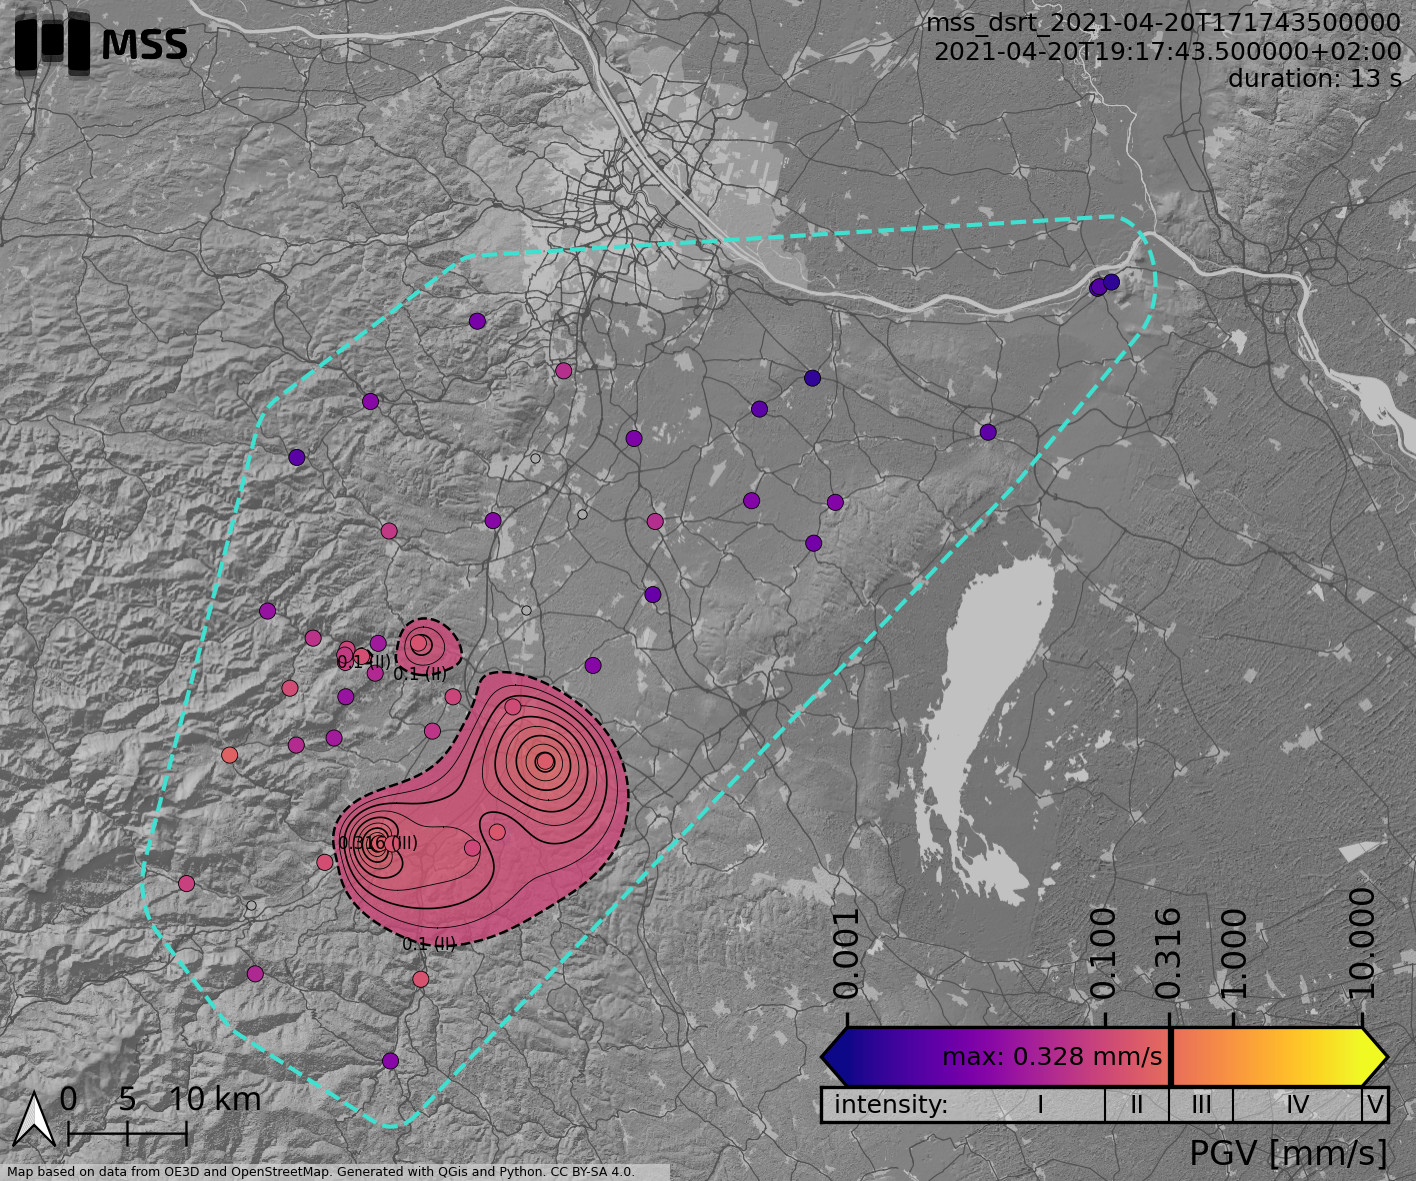 MSS
mss_dsrt_2021-04-20T171743500000
2021-04-20T19:17:43.500000+02:00
duration: 13 s
0.1 (II)
0.1 (II)
0.316 (III)
0.1 (II)
0.001
0.100
0.316
1.000
10.000
max: 0.328 mm/s
intensity: I II III IV V
PGV [mm/s]
0 5 10 km
Map based on data from OE3D and OpenStreetMap. Generated with QGis and Python. CC BY-SA 4.0.